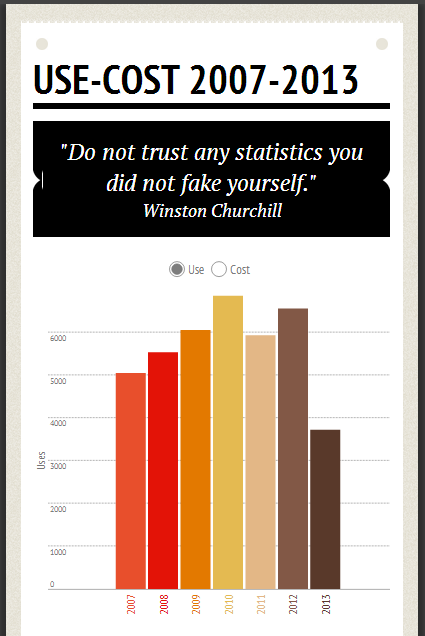 USE-COST 2007-2013
"Do not trust any statistics you
did not fake yourself."
Winston Churchill
Use Cost
6000
5000
4000
3000
2000
1000
0
Uses
2007 2008 2009 2010 2011 2012 2013